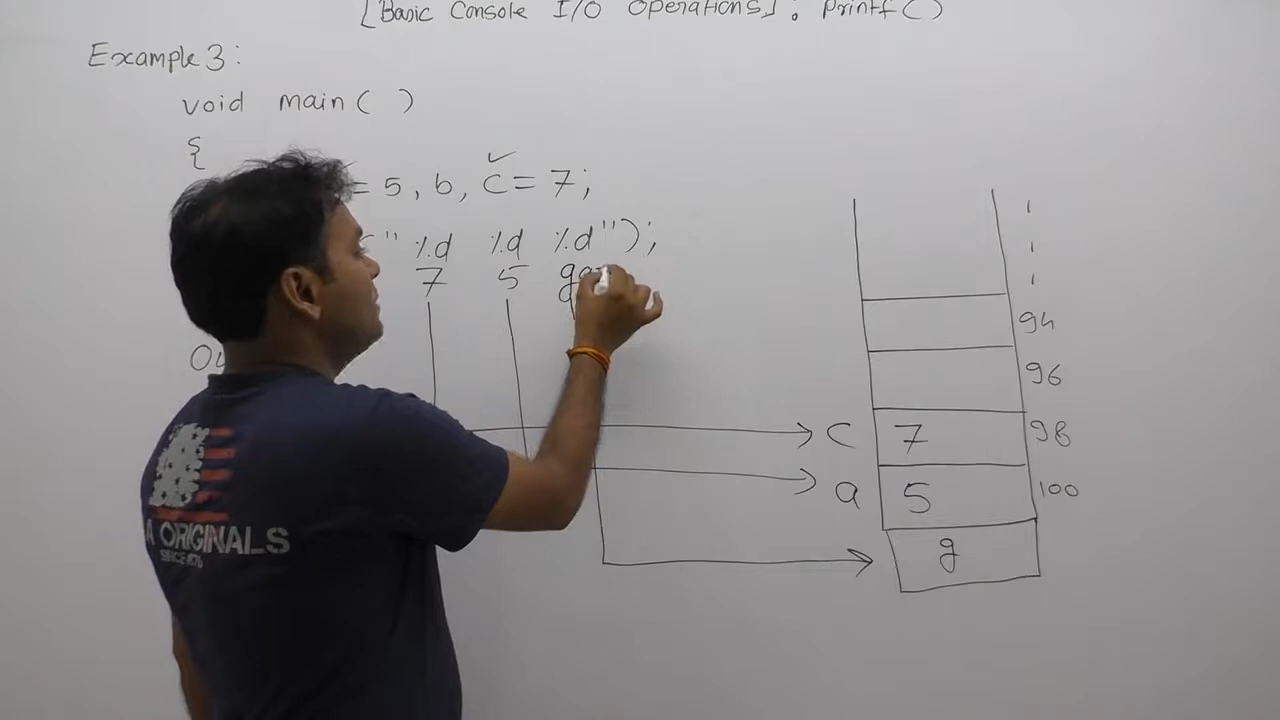 [Basic Console I/O Operations] : printf()
Example 3:
void main( )
{
= 5, b, c = 7;
" %d %d %d");
7 5
94
96
c 7 98
a 5 100
g
A ORIGINALS